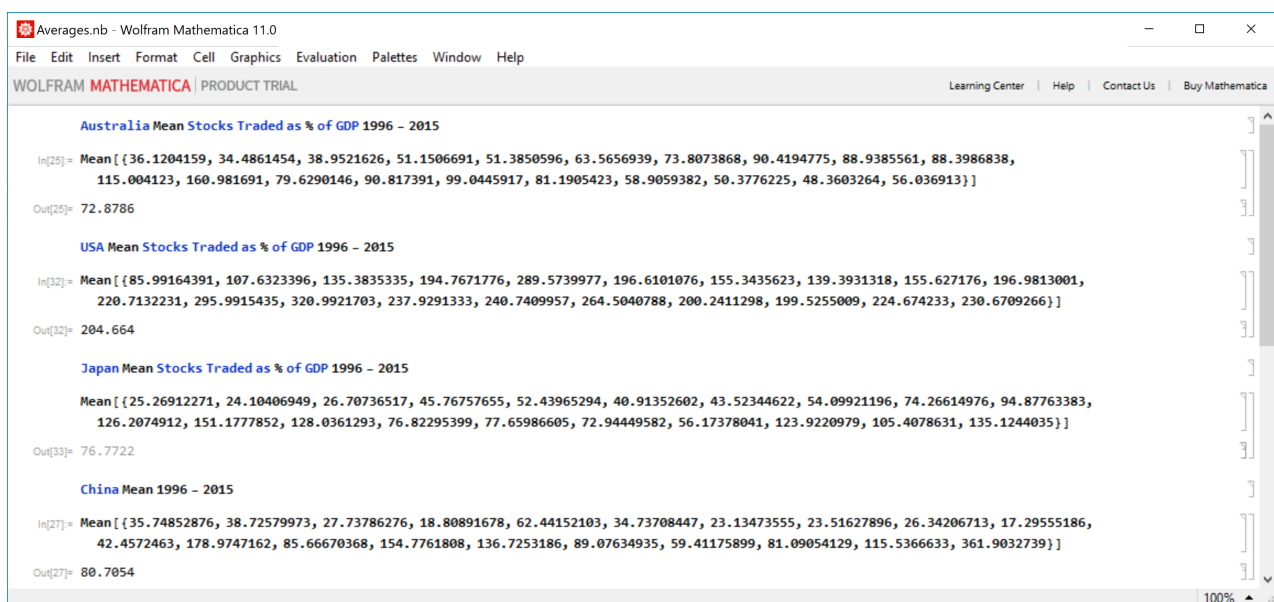 Averages.nb - Wolfram Mathematica 11.0
File Edit Insert Format Cell Graphics Evaluation Palettes Window Help
WOLFRAM MATHEMATICA | PRODUCT TRIAL Learning Center | Help | Contact Us | Buy Mathematica
Australia Mean Stocks Traded as % of GDP 1996 – 2015
In[25]:= Mean[{36.1204159, 34.4861454, 38.9521626, 51.1506691, 51.3850596, 63.5656939, 73.8073868, 90.4194775, 88.9385561, 88.3986838,
115.004123, 160.981691, 79.6290146, 90.817391, 99.0445917, 81.1905423, 58.9059382, 50.3776225, 48.3603264, 56.036913}]
Out[25]= 72.8786
USA Mean Stocks Traded as % of GDP 1996 – 2015
In[32]:= Mean[{85.99164391, 107.6323396, 135.3835335, 194.7671776, 289.5739977, 196.6101076, 155.3435623, 139.3931318, 155.627176, 196.9813001,
220.7132231, 295.9915435, 320.9921703, 237.9291333, 240.7409957, 264.5040788, 200.2411298, 199.5255009, 224.674233, 230.6709266}]
Out[32]= 204.664
Japan Mean Stocks Traded as % of GDP 1996 – 2015
Mean[{25.26912271, 24.10406949, 26.70736517, 45.76757655, 52.43965294, 40.91352602, 43.52344622, 54.09921196, 74.26614976, 94.87763383,
126.2074912, 151.1777852, 128.0361293, 76.82295399, 77.65986605, 72.94449582, 56.17378041, 123.9220979, 105.4078631, 135.1244035}]
Out[33]= 76.7722
China Mean 1996 – 2015
In[27]:= Mean[{35.74852876, 38.72579973, 27.73786276, 18.80891678, 62.44152103, 34.73708447, 23.13473555, 23.51627896, 26.34206713, 17.29555186,
42.4572463, 178.9747162, 85.66670368, 154.7761808, 136.7253186, 89.07634935, 59.41175899, 81.09054129, 115.5366633, 361.9032739}]
Out[27]= 80.7054
100%